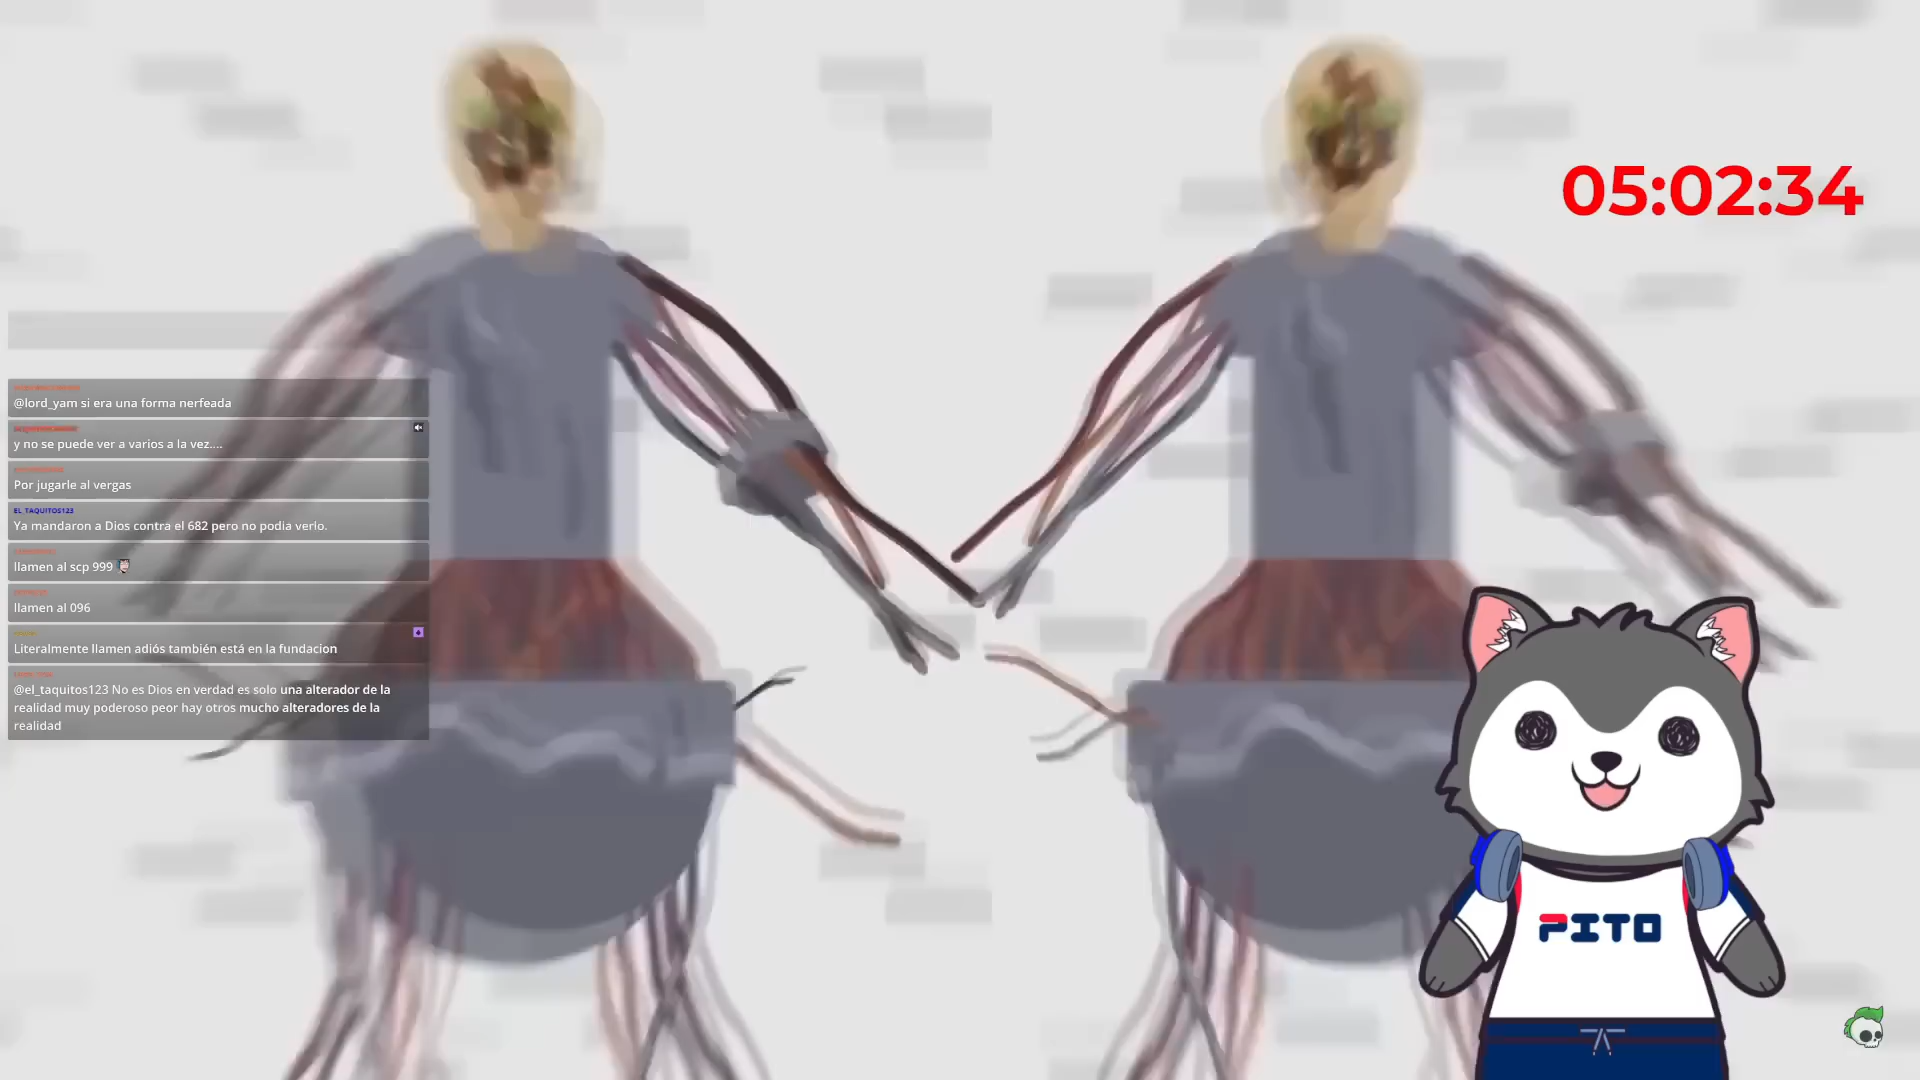 05:02:34
@lord_yam si era una forma nerfeada
y no se puede ver a varios a la vez....
Por jugarle al vergas
EL_TAQUITOS123
Ya mandaron a Dios contra el 682 pero no podia verlo.
llamen al scp 999
llamen al 096
Literalmente llamen adiós también está en la fundacion
@el_taquitos123 No es Dios en verdad es solo una alterador de la
realidad muy poderoso peor hay otros mucho alteradores de la
realidad
PITO